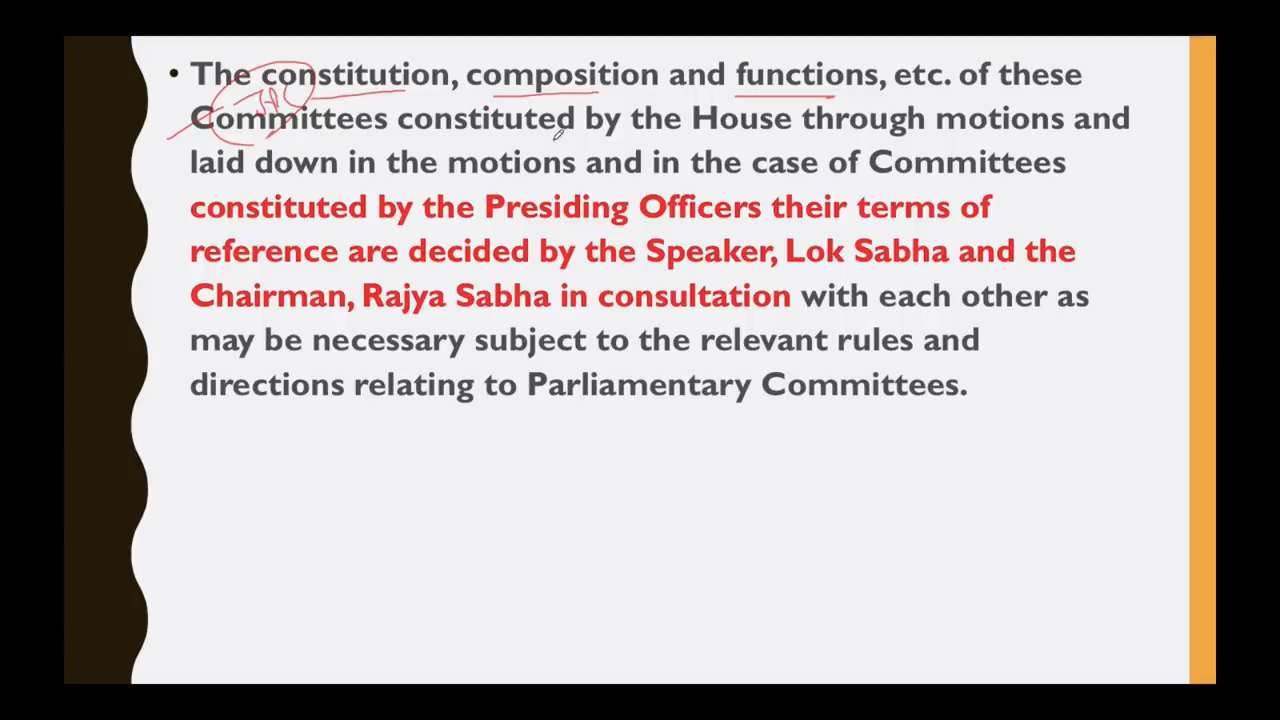 • The constitution, composition and functions, etc. of these
Committees constituted by the House through motions and
laid down in the motions and in the case of Committees
constituted by the Presiding Officers their terms of
reference are decided by the Speaker, Lok Sabha and the
Chairman, Rajya Sabha in consultation with each other as
may be necessary subject to the relevant rules and
directions relating to Parliamentary Committees.
JPC